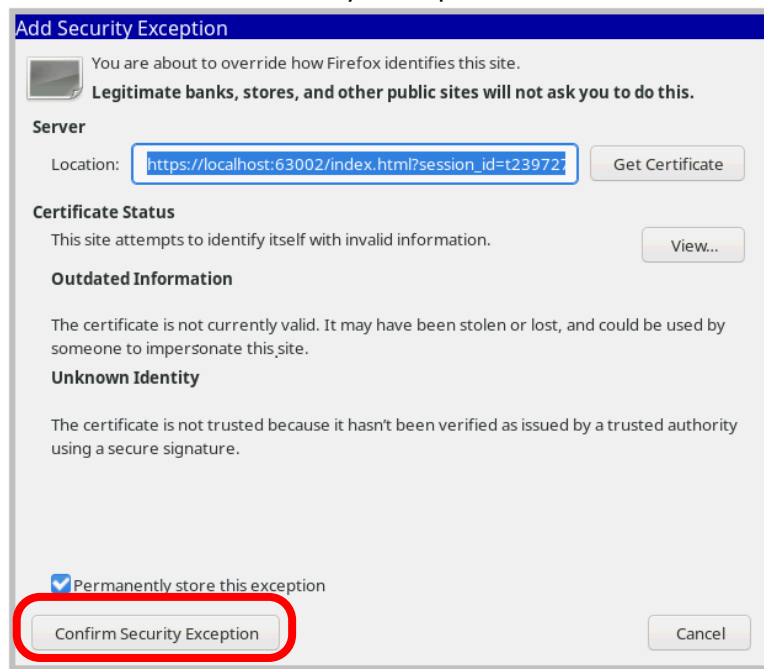 Add Security Exception
You are about to override how Firefox identifies this site.
Legitimate banks, stores, and other public sites will not ask you to do this.
Server
Location: https://localhost:63002/index.html?session_id=t239727 Get Certificate
Certificate Status
This site attempts to identify itself with invalid information. View...
Outdated Information
The certificate is not currently valid. It may have been stolen or lost, and could be used by
someone to impersonate this site.
Unknown Identity
The certificate is not trusted because it hasn't been verified as issued by a trusted authority
using a secure signature.
Permanently store this exception
Confirm Security Exception Cancel